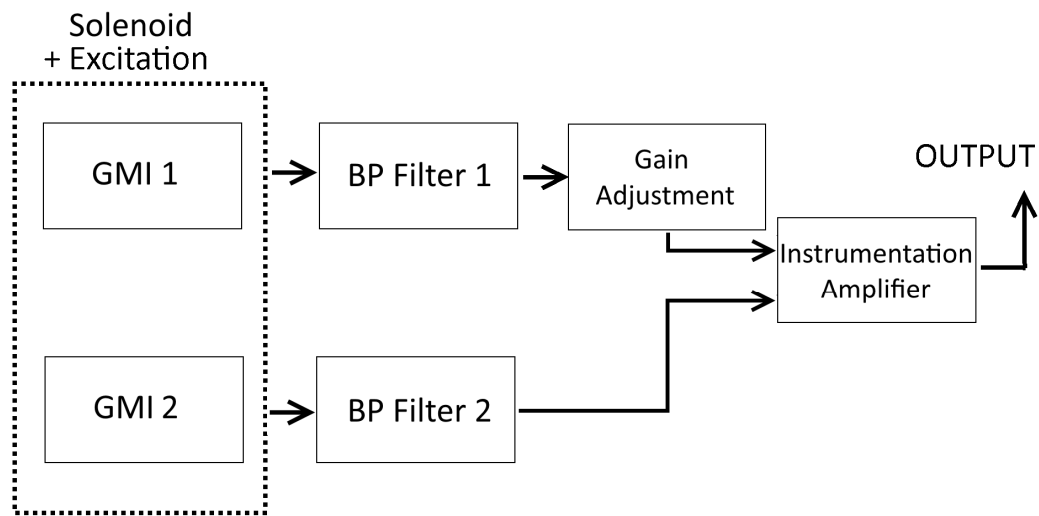 Solenoid
+ Excitation
GMI 1
BP Filter 1
Gain
Adjustment
OUTPUT
Instrumentation
Amplifier
GMI 2
BP Filter 2